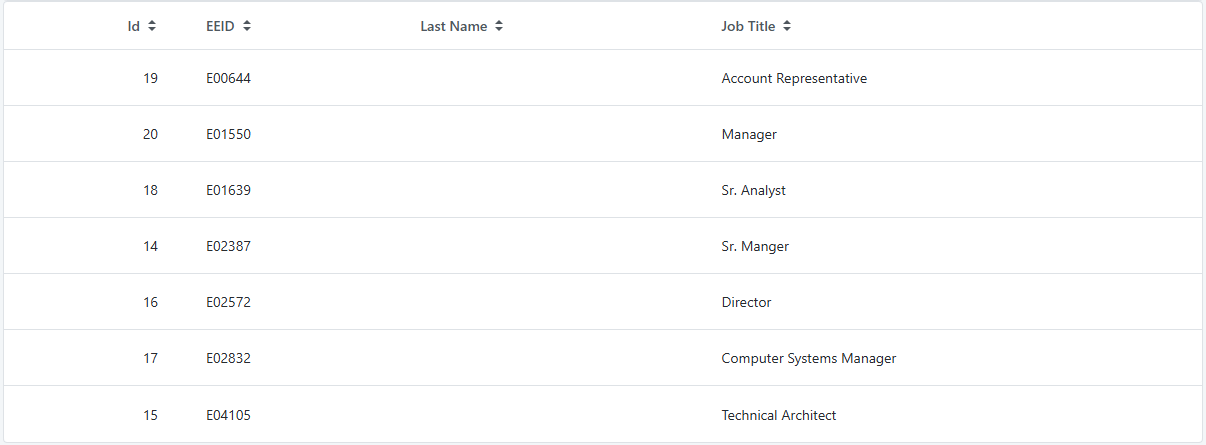 Id EEID Last Name Job Title
19 E00644 Account Representative
20 E01550 Manager
18 E01639 Sr. Analyst
14 E02387 Sr. Manger
16 E02572 Director
17 E02832 Computer Systems Manager
15 E04105 Technical Architect